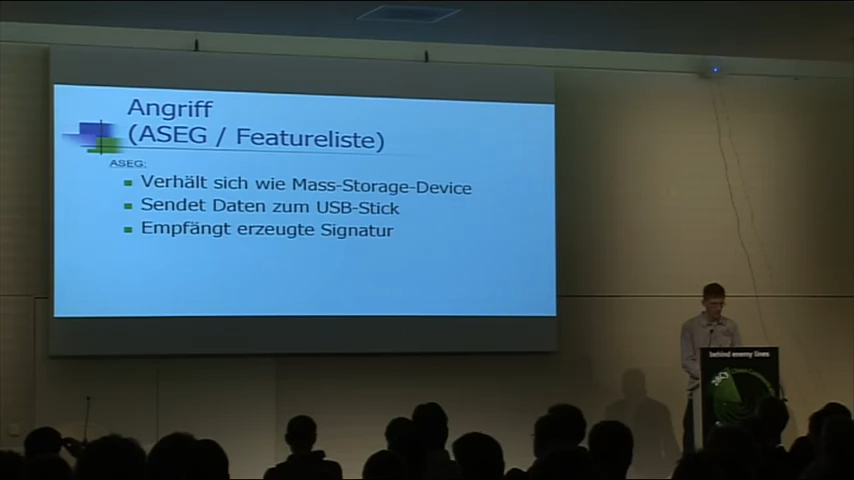 Angriff
(ASEG / Featureliste)
ASEG:
Verhält sich wie Mass-Storage-Device
Sendet Daten zum USB-Stick
Empfängt erzeugte Signatur
behind enemy lines